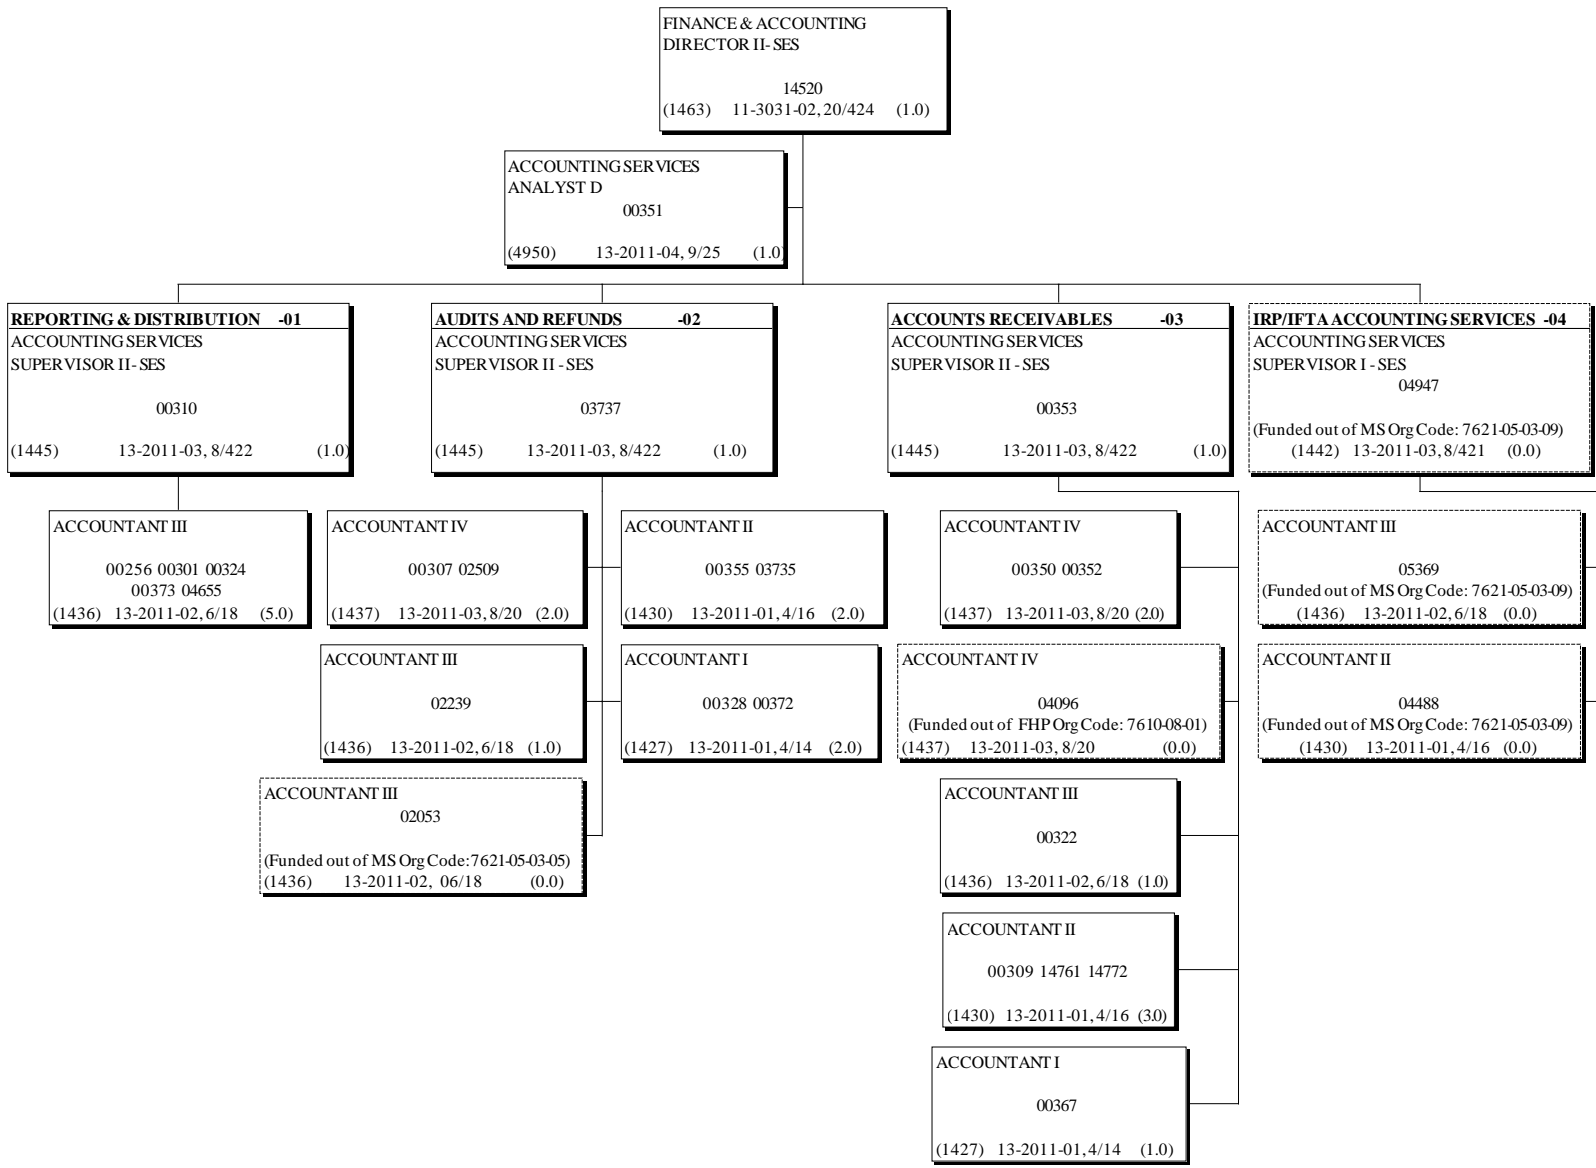 FINANCE & ACCOUNTING
DIRECTOR II- SES
14520
(1463) 11-3031-02, 20/424 (1.0)
ACCOUNTING SERVICES
ANALYST D
00351
(4950) 13-2011-04, 9/25 (1.0)
REPORTING & DISTRIBUTION -01
ACCOUNTING SERVICES
SUPERVISOR II- SES
00310
(1445) 13-2011-03, 8/422 (1.0)
AUDITS AND REFUNDS -02
ACCOUNTING SERVICES
SUPERVISOR II - SES
03737
(1445) 13-2011-03, 8/422 (1.0)
ACCOUNTS RECEIVABLES -03
ACCOUNTING SERVICES
SUPERVISOR II - SES
00353
(1445) 13-2011-03, 8/422 (1.0)
IRP/IFTA ACCOUNTING SERVICES -04
ACCOUNTING SERVICES
SUPERVISOR I - SES
04947
(Funded out of MS Org Code: 7621-05-03-09)
(1442) 13-2011-03, 8/421 (0.0)
ACCOUNTANT III
00256 00301 00324
00373 04655
(1436) 13-2011-02, 6/18 (5.0)
ACCOUNTANT IV
00307 02509
(1437) 13-2011-03, 8/20 (2.0)
ACCOUNTANT II
00355 03735
(1430) 13-2011-01, 4/16 (2.0)
ACCOUNTANT III
02239
(1436) 13-2011-02, 6/18 (1.0)
ACCOUNTANT I
00328 00372
(1427) 13-2011-01, 4/14 (2.0)
ACCOUNTANT III
02053
(Funded out of MS Org Code:7621-05-03-05)
(1436) 13-2011-02, 06/18 (0.0)
ACCOUNTANT IV
00350 00352
(1437) 13-2011-03, 8/20 (2.0)
ACCOUNTANT IV
04096
(Funded out of FHP Org Code: 7610-08-01)
(1437) 13-2011-03, 8/20 (0.0)
ACCOUNTANT III
00322
(1436) 13-2011-02, 6/18 (1.0)
ACCOUNTANT II
00309 14761 14772
(1430) 13-2011-01, 4/16 (3.0)
ACCOUNTANT I
00367
(1427) 13-2011-01, 4/14 (1.0)
ACCOUNTANT III
05369
(Funded out of MS Org Code: 7621-05-03-09)
(1436) 13-2011-02, 6/18 (0.0)
ACCOUNTANT II
04488
(Funded out of MS Org Code: 7621-05-03-09)
(1430) 13-2011-01, 4/16 (0.0)